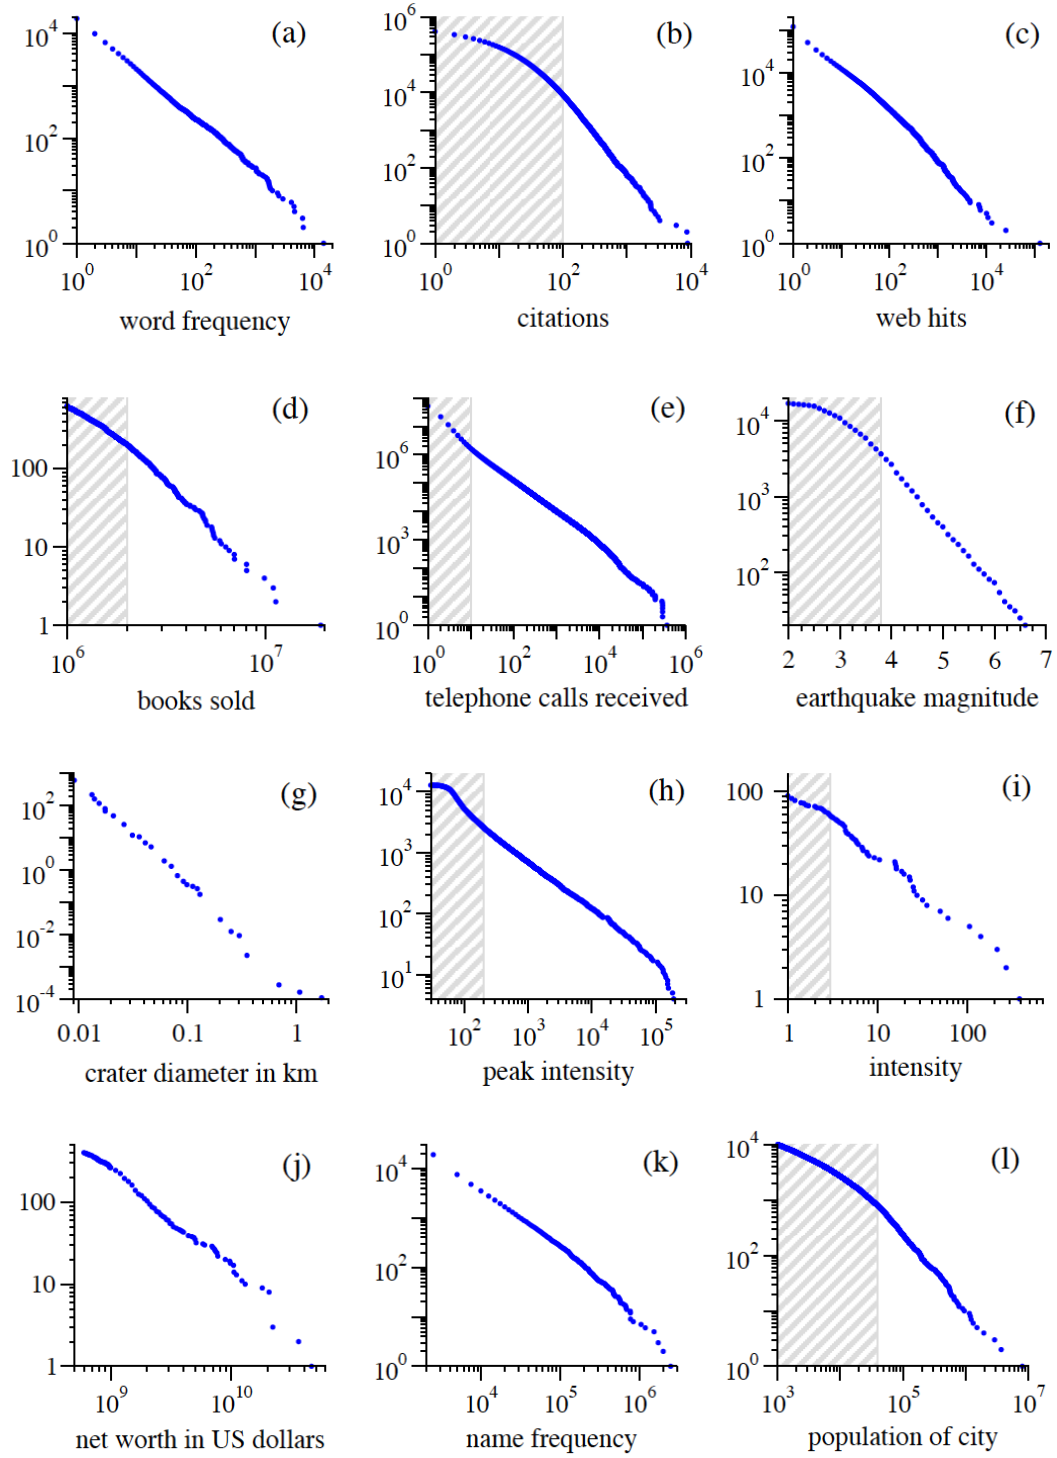 (a)
10^4
10^2
10^0
10^0 10^2 10^4
word frequency
(b)
10^6
10^4
10^2
10^0
10^0 10^2 10^4
citations
(c)
10^4
10^2
10^0
10^0 10^2 10^4
web hits
(d)
100
10
1
10^6 10^7
books sold
(e)
10^6
10^3
10^0
10^0 10^2 10^4 10^6
telephone calls received
(f)
10^4
10^3
10^2
2 3 4 5 6 7
earthquake magnitude
(g)
10^2
10^0
10^-2
10^-4
0.01 0.1 1
crater diameter in km
(h)
10^4
10^3
10^2
10^1
10^2 10^3 10^4 10^5
peak intensity
(i)
100
10
1
1 10 100
intensity
(j)
100
10
1
10^9 10^10
net worth in US dollars
(k)
10^4
10^2
10^0
10^4 10^5 10^6
name frequency
(l)
10^4
10^2
10^0
10^3 10^5 10^7
population of city